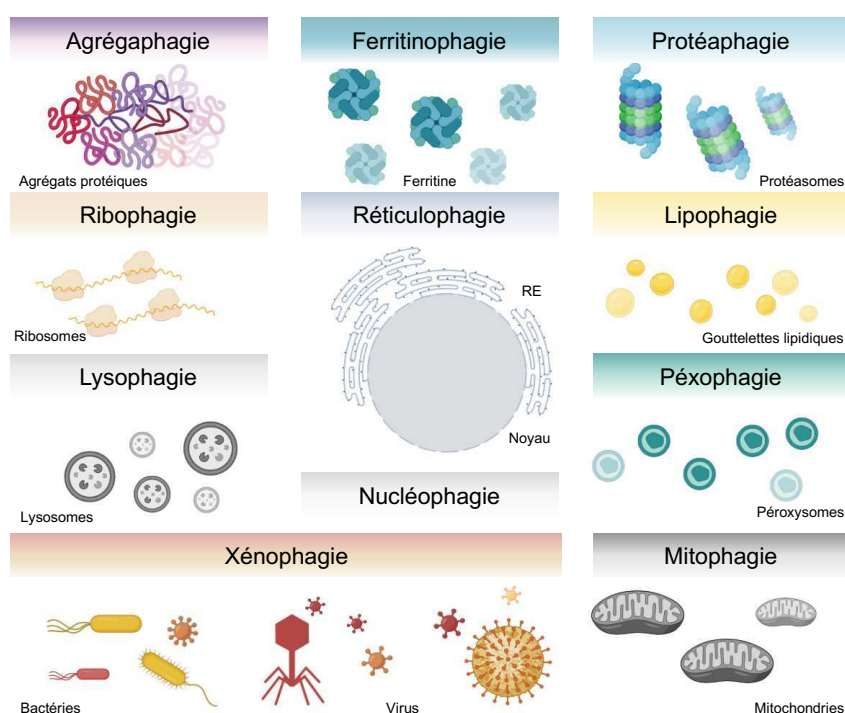 Agrégaphagie
Ferritinophagie
Protéaphagie
Agrégats protéiques
Ferritine
Protéasomes
Ribophagie
Réticulophagie
Lipophagie
RE
Ribosomes
Gouttelettes lipidiques
Lysophagie
Péxophagie
Noyau
Nucléophagie
Lysosomes
Péroxysomes
Xénophagie
Mitophagie
Bactéries
Virus
Mitochondries